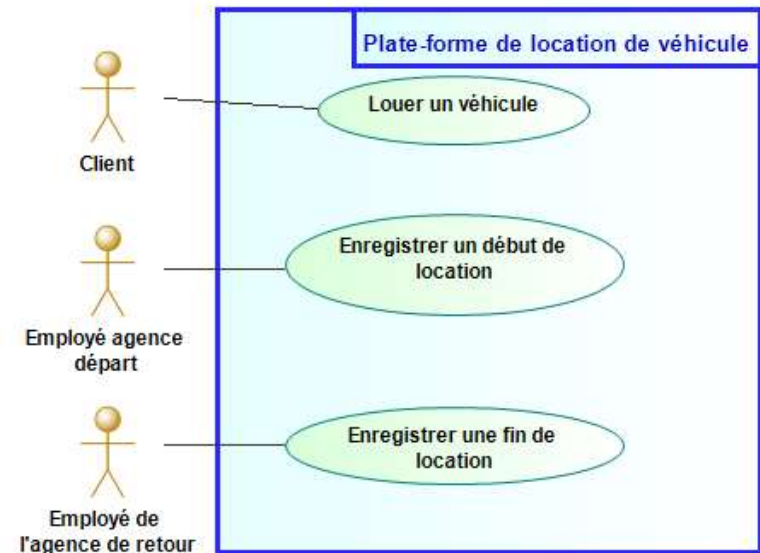 Plate-forme de location de véhicule
Louer un véhicule
Client
Enregistrer un début de
location
Employé agence
départ
Enregistrer une fin de
location
Employé de
l'agence de retour